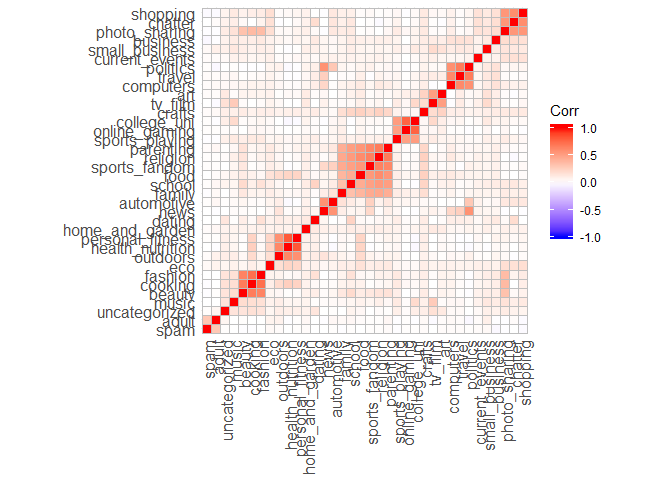 shopping
chatter
photo_sharing
business
small_business
current_events
politics
travel
computers
art
tv_film
crafts
college_uni
online_gaming
sports_playing
parenting
religion
sports_fandom
food
school
family
automotive
news
dating
home_and_garden
personal_fitness
health_nutrition
outdoors
eco
fashion
cooking
beauty
music
uncategorized
adult
spam
Corr
1.0
0.5
0.0
-0.5
-1.0
spam
adult
uncategorized
music
beauty
cooking
fashion
eco
outdoors
health_nutrition
personal_fitness
home_and_garden
dating
news
automotive
family
school
food
sports_fandom
religion
parenting
sports_playing
online_gaming
college_uni
crafts
tv_film
art
computers
travel
politics
current_events
small_business
business
photo_sharing
chatter
shopping